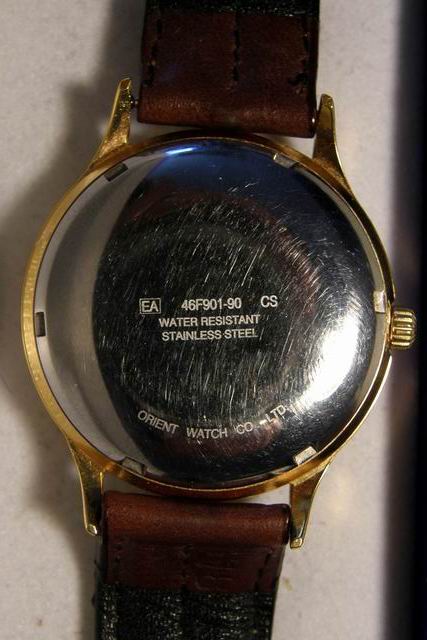 EA 46F901-90 CS
WATER RESISTANT
STAINLESS STEEL
ORIENT WATCH CO. LTD.